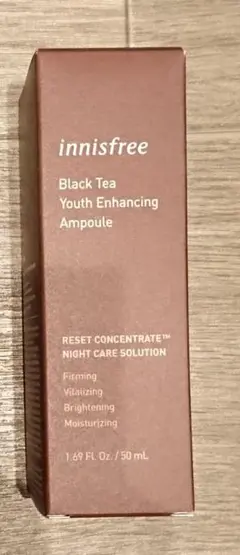 innisfree
Black Tea
Youth Enhancing
Ampoule
RESET CONCENTRATE™
NIGHT CARE SOLUTION
Firming
Vitalizing
Brightening
Moisturizing
1.69 Fl. Oz. / 50 mL